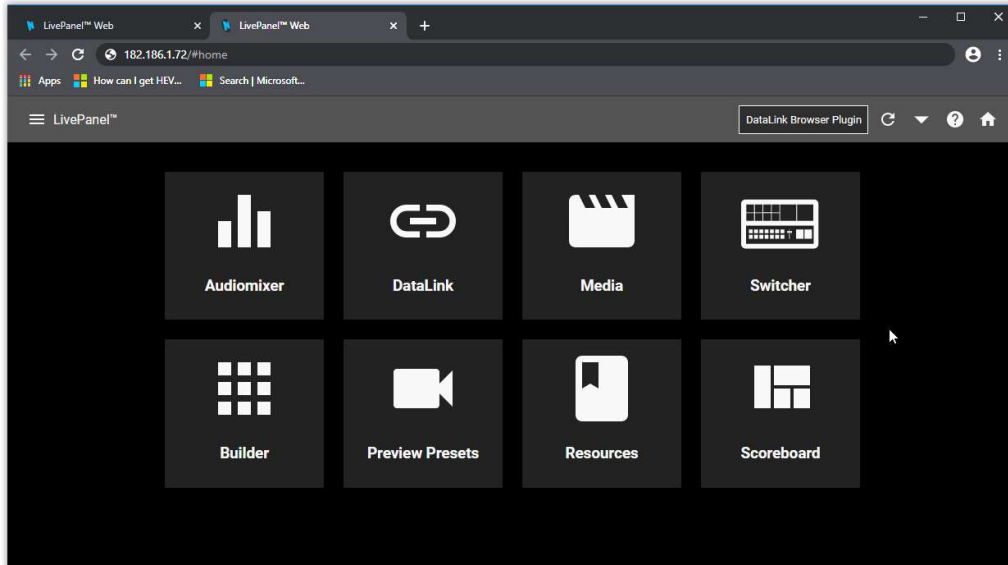 LivePanel™ Web
LivePanel™ Web
182.186.1.72/#home
Apps
How can I get HEV...
Search | Microsoft...
LivePanel™
DataLink Browser Plugin
Audiomixer
DataLink
Media
Switcher
Builder
Preview Presets
Resources
Scoreboard